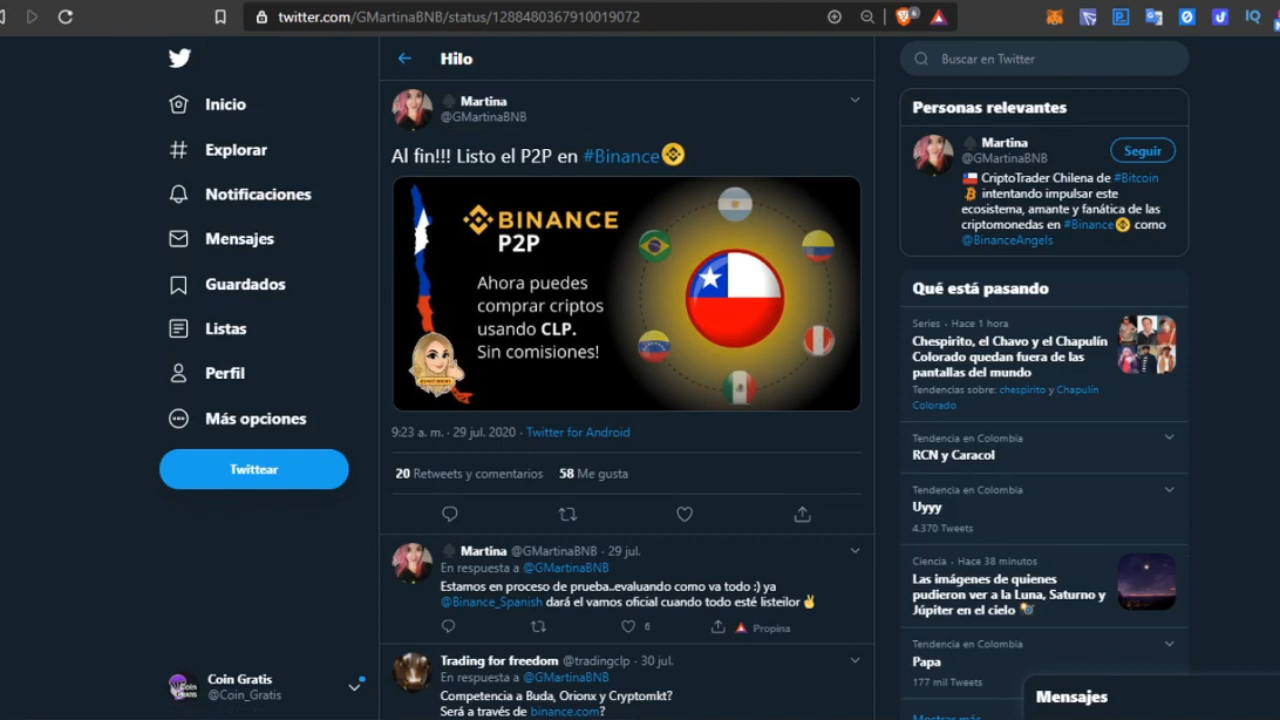 twitter.com/GMartinaBNB/status/1288480367910019072
Inicio
Explorar
Notificaciones
Mensajes
Guardados
Listas
Perfil
Más opciones
Twittear
Coin Gratis
@Coin_Gratis
Hilo
Martina
@GMartinaBNB
Al fin!!! Listo el P2P en #Binance
BINANCE
P2P
Ahora puedes
comprar criptos
usando CLP.
Sin comisiones!
9:23 a. m. · 29 jul. 2020 · Twitter for Android
20 Retweets y comentarios 58 Me gusta
Martina @GMartinaBNB · 29 jul.
En respuesta a @GMartinaBNB
Estamos en proceso de prueba..evaluando como va todo :) ya
@Binance_Spanish dará el vamos oficial cuando todo esté listeilor ✌
6
Propina
Trading for freedom @tradingclp · 30 jul.
En respuesta a @GMartinaBNB
Competencia a Buda, Orionx y Cryptomkt?
Será a través de binance.com?
Buscar en Twitter
Personas relevantes
Martina
@GMartinaBNB
Seguir
🇨🇱 CriptoTrader Chilena de #Bitcoin
intentando impulsar este
ecosistema, amante y fanática de las
criptomonedas en #Binance como
@BinanceAngels
Qué está pasando
Series · Hace 1 hora
Chespirito, el Chavo y el Chapulín
Colorado quedan fuera de las
pantallas del mundo
Tendencias sobre: chespirito y Chapulín
Colorado
Tendencia en Colombia
RCN y Caracol
Tendencia en Colombia
Uyyy
4.370 Tweets
Ciencia · Hace 38 minutos
Las imágenes de quienes
pudieron ver a la Luna, Saturno y
Júpiter en el cielo
Tendencia en Colombia
Papa
177 mil Tweets
Mostrar más
Mensajes